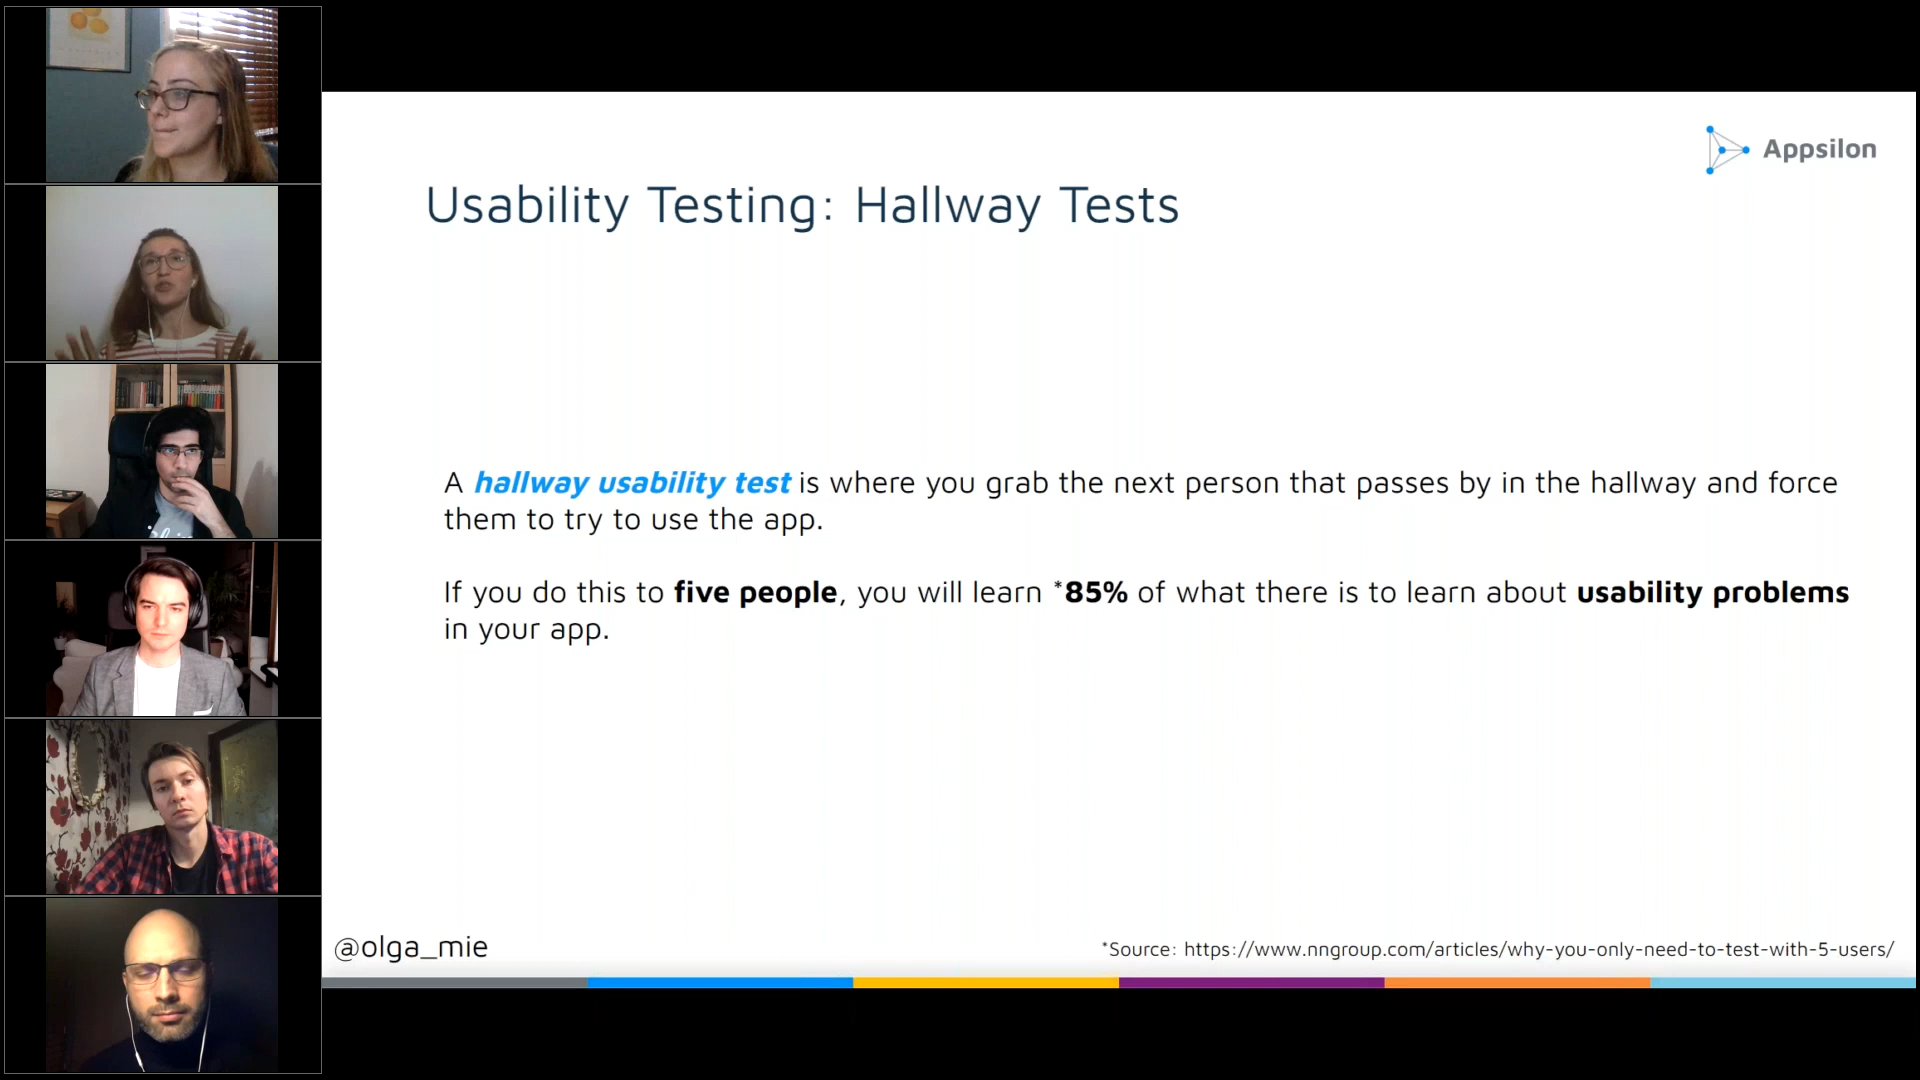 Appsilon
Usability Testing: Hallway Tests
A hallway usability test is where you grab the next person that passes by in the hallway and force
them to try to use the app.
If you do this to five people, you will learn *85% of what there is to learn about usability problems
in your app.
@olga_mie
*Source: https://www.nngroup.com/articles/why-you-only-need-to-test-with-5-users/